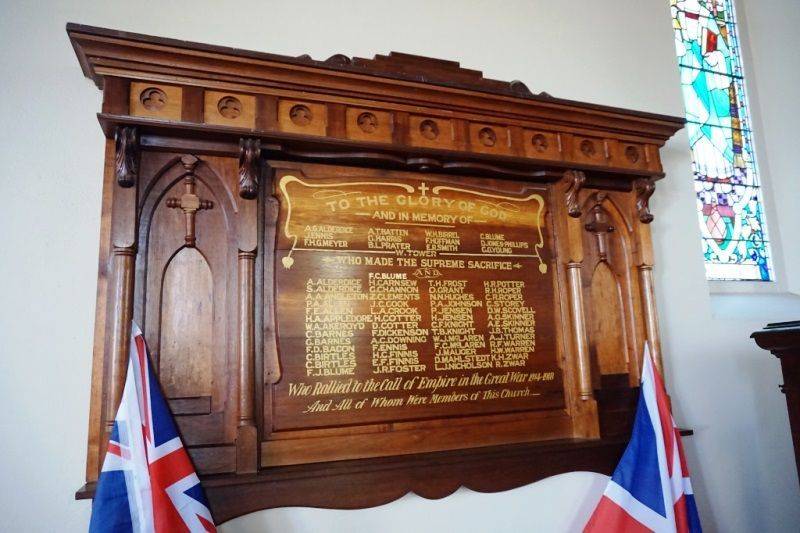 TO THE GLORY OF GOD
AND IN MEMORY OF
A.G. ALDERDICE A.T. BATTEN W.H. BIRREL C. BLUME
J. ENNIS G. HARRIS F. HOFFMAN D. JONES-PHILLIPS
F.H.G. MEYER B.L. PRATER E.R. SMITH C.G. YOUNG
W. TOWER
WHO MADE THE SUPREME SACRIFICE
F.C. BLUME AND
A. ALDERDICE H. CARNSEW T.H. FROST H.R. POTTER
S. ALDERDICE G. CHANNON D. GRANT R.H. ROPER
A.A. ANGLETON Z. CLEMENTS N.N. HUGHES C.R. ROPER
P.A. ALLEN J.C. COOK P.A. JOHNSON C. STOREY
F.E. ALLEN L.A. CROOK P. JENSEN D.W. SCOVELL
H.A. APPLEDORE H. COTTER H. JENSEN A.G. SKINNER
W.A. AKEROYD D. COTTER C.F. KNIGHT A.E. SKINNER
C. BARNES F. DICKENSON T.B. KNIGHT J.B. THOMAS
G. BARNES A.C. DOWNING W.J. McLAREN A.J. TURNER
F.D. BACON F. ENNIS F.C. McLAREN R.F. WARREN
C. BIRTLES H.C. FINNIS J. MAUGER H.W. WARREN
C. BIRTLES E.F. FINNIS D. MAHLSTEDT K.H. ZWAR
F.J. BLUME J.R. FOSTER L.J. NICHOLSON R. ZWAR
Who Rallied to the Call of Empire in the Great War 1914-1918
And All of Whom Were Members of This Church